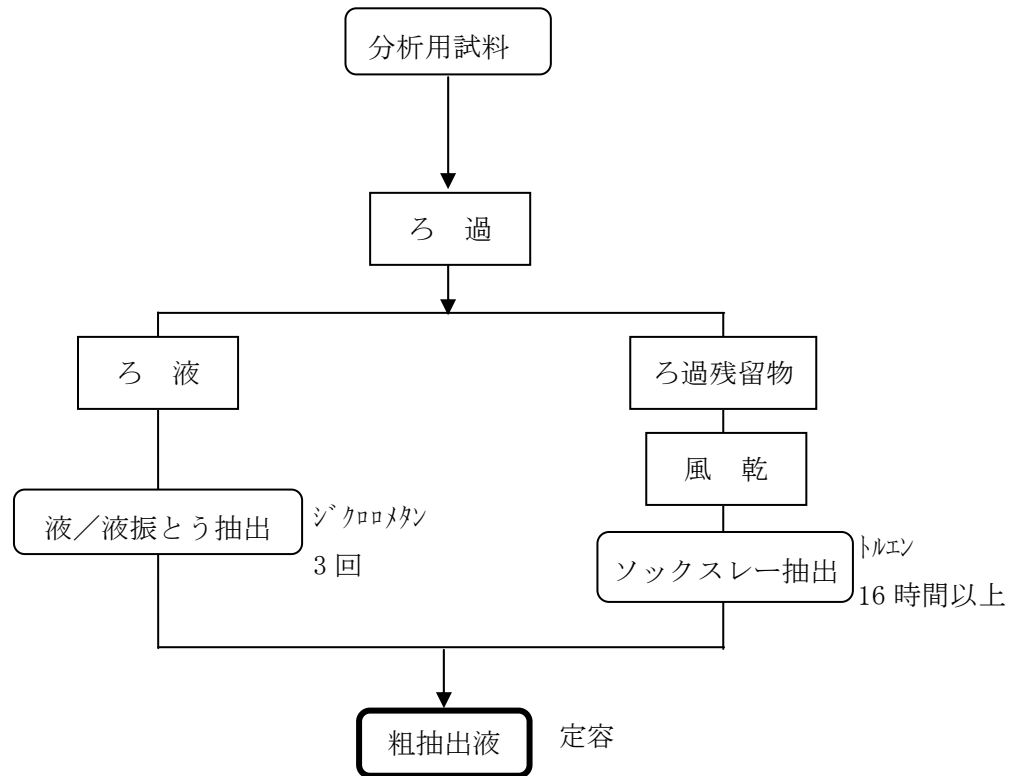 分析用試料
ろ　過
ろ　液
ろ過残留物
風　乾
液／液振とう抽出
ｼﾞｸﾛﾛﾒﾀﾝ
3 回
ソックスレー抽出
ﾄﾙｴﾝ
16 時間以上
粗抽出液
定容